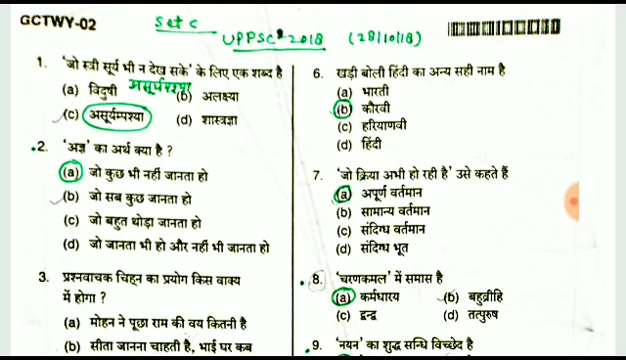 GCTWY-02
Set C
UPPSC 2018 (28/10/18)
1. 'जो स्त्री सूर्य भी न देख सके' के लिए एक शब्द है
असूर्यपश्या
(a) विदुषी (b) अलक्ष्या
(c) असूर्यम्पश्या (d) शास्त्रज्ञा
2. 'अज्ञ' का अर्थ क्या है ?
(a) जो कुछ भी नहीं जानता हो
(b) जो सब कुछ जानता हो
(c) जो बहुत थोड़ा जानता हो
(d) जो जानता भी हो और नहीं भी जानता हो
3. प्रश्नवाचक चिह्न का प्रयोग किस वाक्य
में होगा ?
(a) मोहन ने पूछा राम की वय कितनी है
(b) सीता जानना चाहती है, भाई घर कब
6. खड़ी बोली हिंदी का अन्य सही नाम है
(a) भारती
(b) कौरवी
(c) हरियाणवी
(d) हिंदी
7. 'जो क्रिया अभी हो रही है' उसे कहते हैं
(a) अपूर्ण वर्तमान
(b) सामान्य वर्तमान
(c) संदिग्ध वर्तमान
(d) संदिग्ध भूत
8. 'चरणकमल' में समास है
(a) कर्मधारय (b) बहुव्रीहि
(c) द्वन्द्व (d) तत्पुरुष
9. 'नयन' का शुद्ध सन्धि विच्छेद है